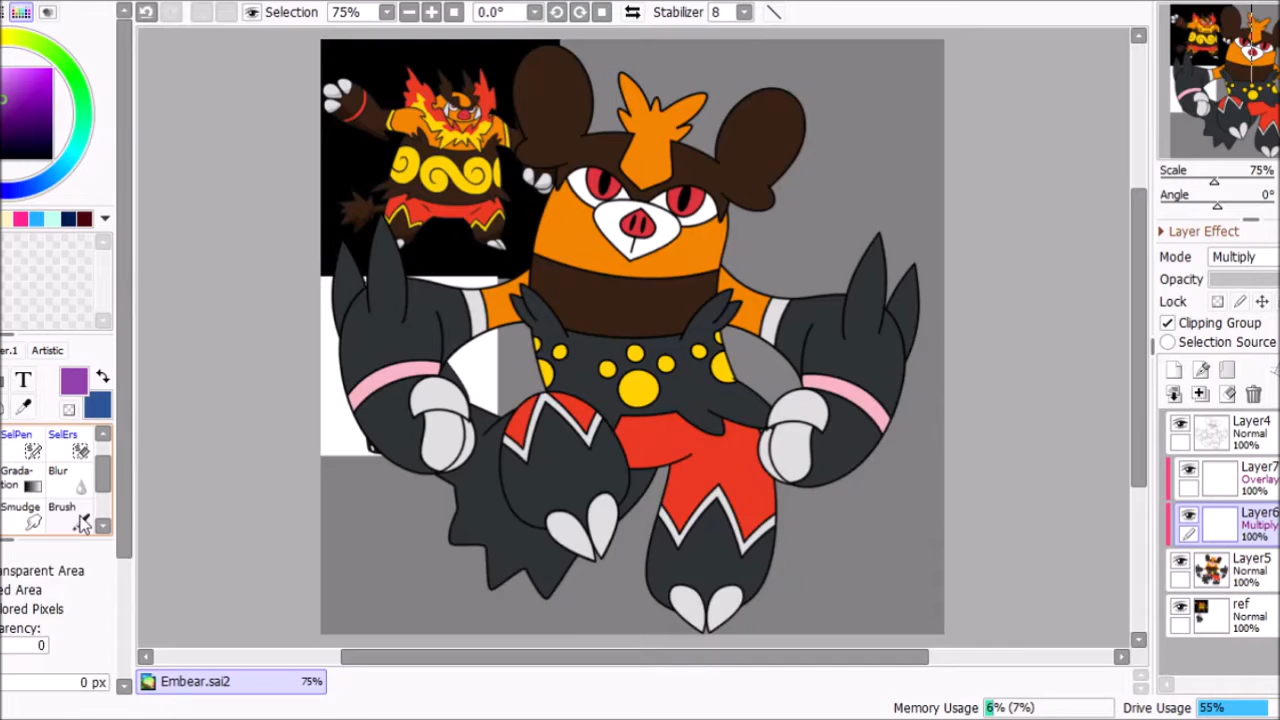 Selection 75% 0.0° Stabilizer 8
Scale 75%
Angle 0°
Layer Effect
Mode Multiply
Opacity
Lock
Clipping Group
Selection Source
er.1 Artistic
T
SelPen SelErs
Grada-
tion Blur
Smudge Brush
ansparent Area
ed Area
lored Pixels
arency:
0
0 px
Layer4
Normal
100%
Layer7
Overlay
100%
Layer6
Multiply
100%
Layer5
Normal
100%
ref
Normal
100%
Embear.sai2 75%
Memory Usage 6% (7%) Drive Usage 55%